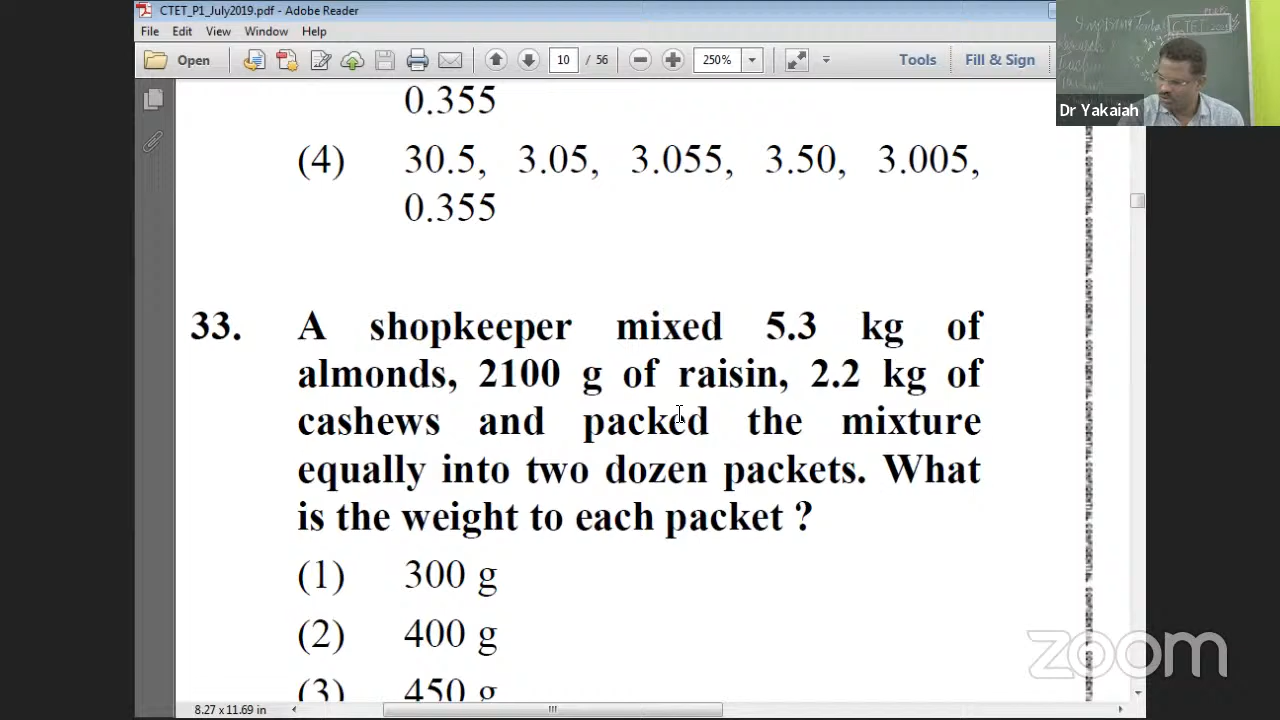 CTET_P1_July2019.pdf - Adobe Reader
File Edit View Window Help
Open 10 / 56 250% Tools Fill & Sign
CTET
Dr Yakaiah
0.355
(4) 30.5, 3.05, 3.055, 3.50, 3.005,
0.355
33. A shopkeeper mixed 5.3 kg of
almonds, 2100 g of raisin, 2.2 kg of
cashews and packed the mixture
equally into two dozen packets. What
is the weight to each packet ?
(1) 300 g
(2) 400 g
(3) 450 g
zoom
8.27 x 11.69 in